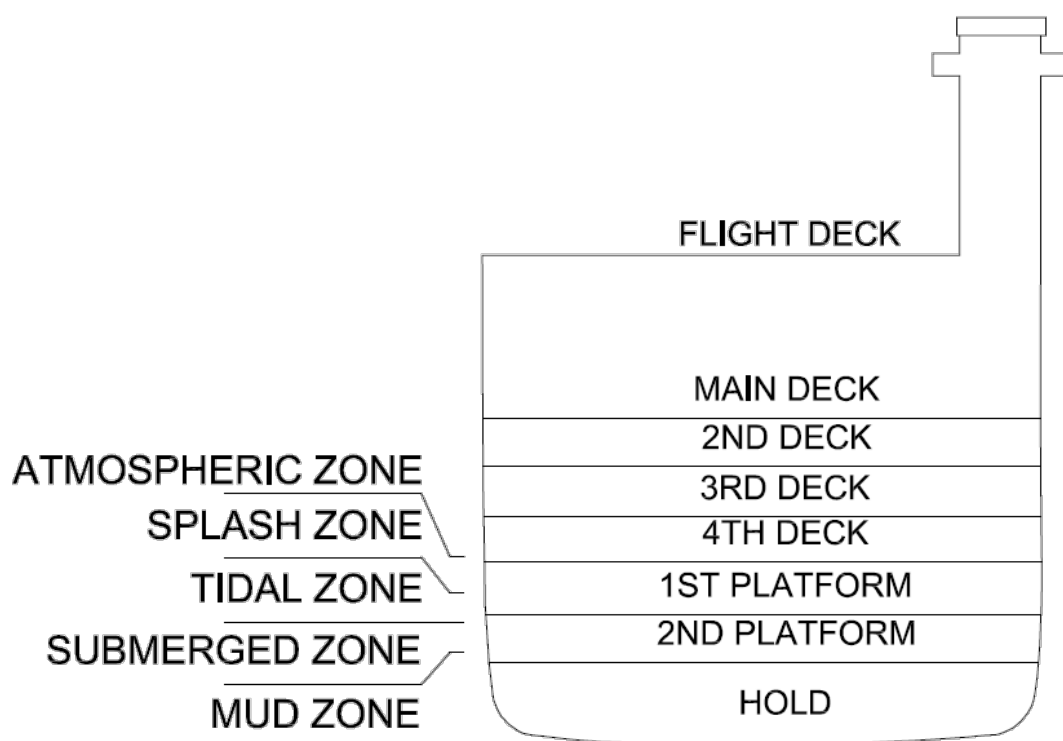 FLIGHT DECK
MAIN DECK
2ND DECK
ATMOSPHERIC ZONE
3RD DECK
SPLASH ZONE
4TH DECK
TIDAL ZONE
1ST PLATFORM
SUBMERGED ZONE
2ND PLATFORM
MUD ZONE
HOLD